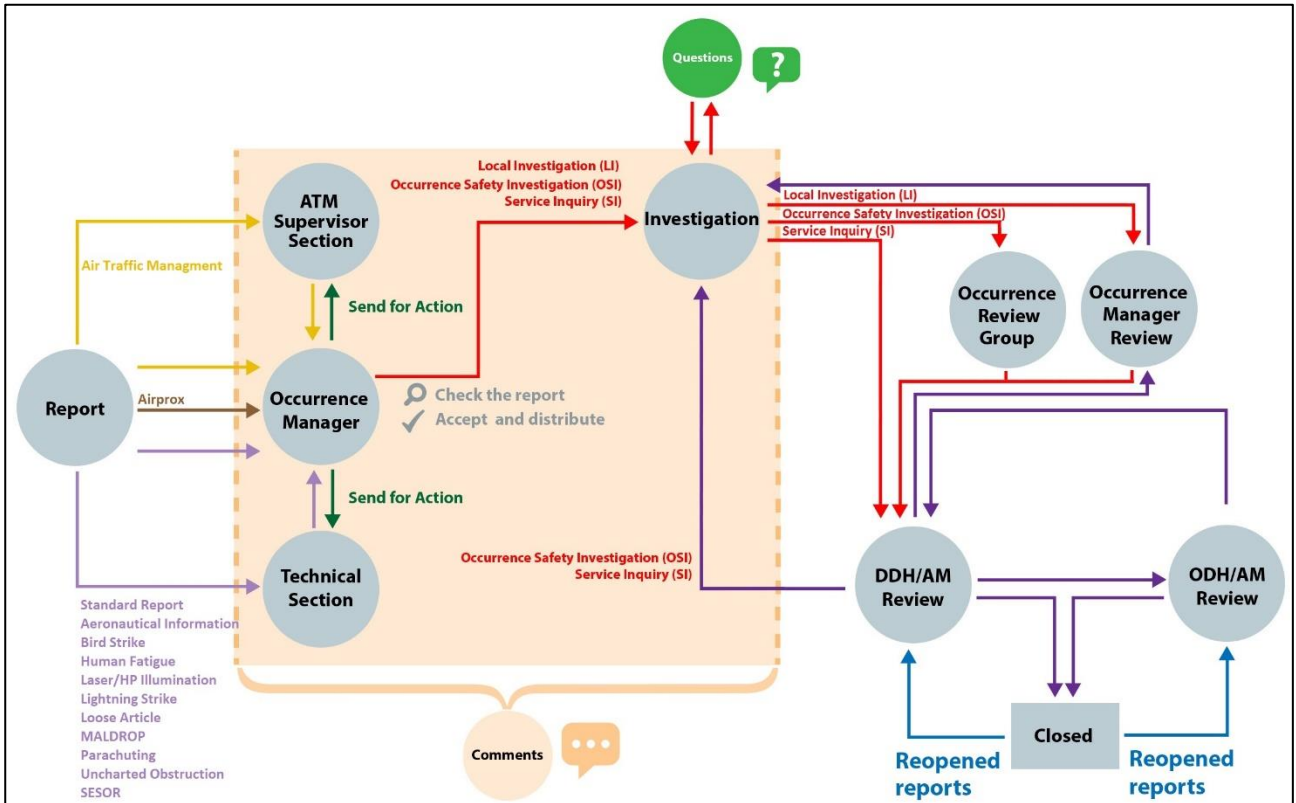 Questions
?
Local Investigation (LI)
Occurrence Safety Investigation (OSI)
Service Inquiry (SI)
ATM
Supervisor
Section
Investigation
Local Investigation (LI)
Occurrence Safety Investigation (OSI)
Service Inquiry (SI)
Air Traffic Managment
Send for Action
Occurrence
Review
Group
Occurrence
Manager
Review
Report
Airprox
Occurrence
Manager
Check the report
Accept and distribute
Send for Action
Technical
Section
Occurrence Safety Investigation (OSI)
Service Inquiry (SI)
DDH/AM
Review
ODH/AM
Review
Standard Report
Aeronautical Information
Bird Strike
Human Fatigue
Laser/HP Illumination
Lightning Strike
Loose Article
MALDROP
Parachuting
Uncharted Obstruction
SESOR
Comments
Closed
Reopened
reports
Reopened
reports